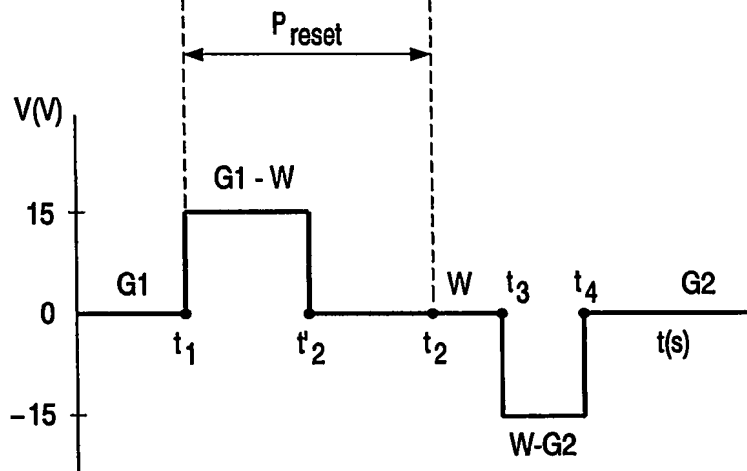 P reset
V(V)
G1 - W
15
G1
W
t3
t4
G2
0
t1
t'2
t2
t(s)
-15
W-G2